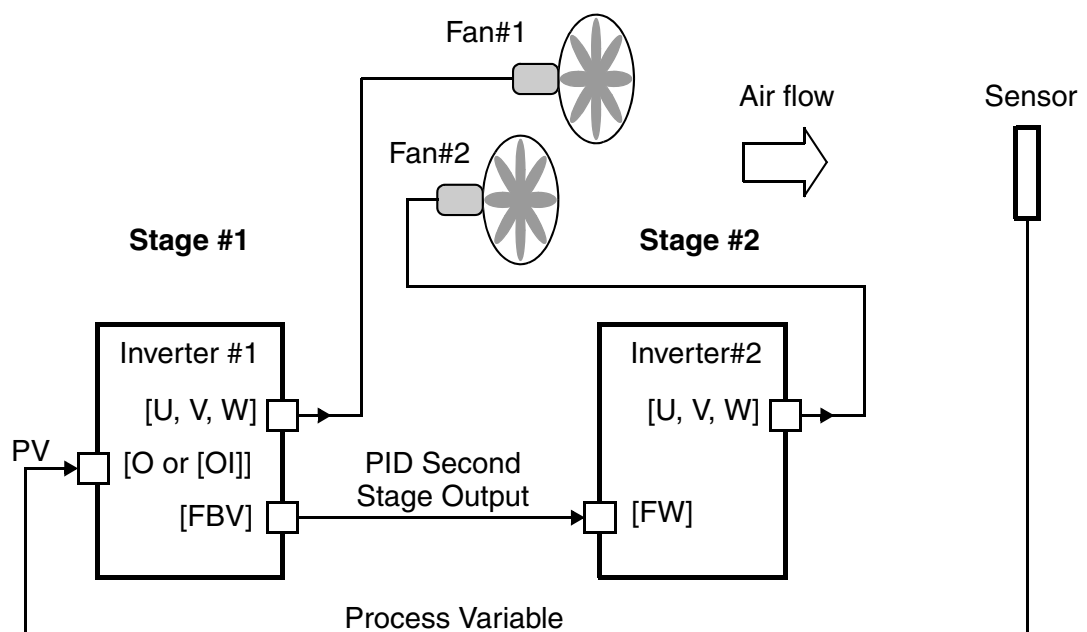 Fan#1
Air flow
Sensor
Fan#2
Stage #1
Stage #2
Inverter #1
Inverter#2
[U, V, W]
[U, V, W]
PV
[O or [OI]]
PID Second
Stage Output
[FBV]
[FW]
Process Variable